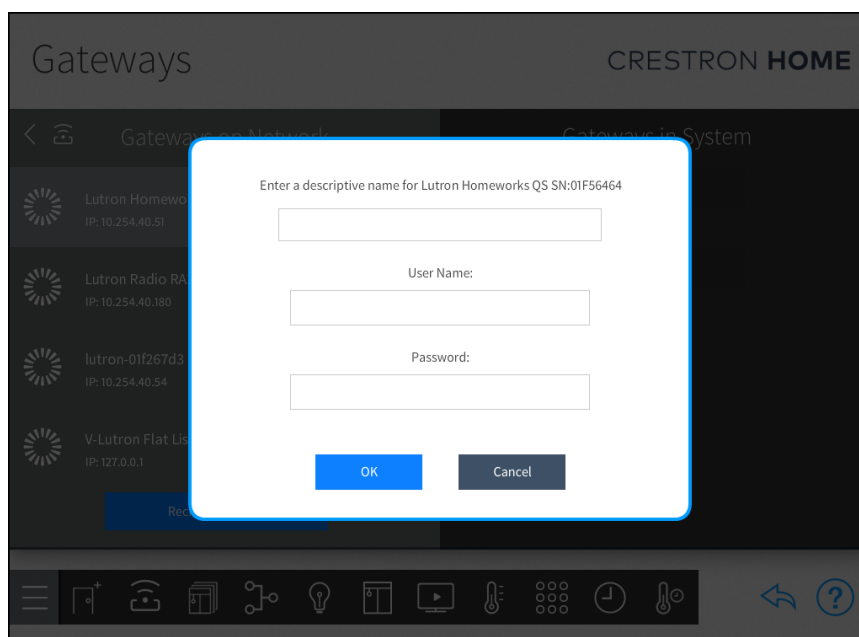 Gateways
CRESTRON HOME
Gateways on Network
Gateways in System
Enter a descriptive name for Lutron Homeworks QS SN:01F56464
User Name:
Password:
OK
Cancel
Lutron Homewo
IP: 10.254.40.51
Lutron Radio RA
IP: 10.254.40.180
lutron-01f267d3
IP: 10.254.40.54
V-Lutron Flat Lis
IP: 127.0.0.1
Rec
?